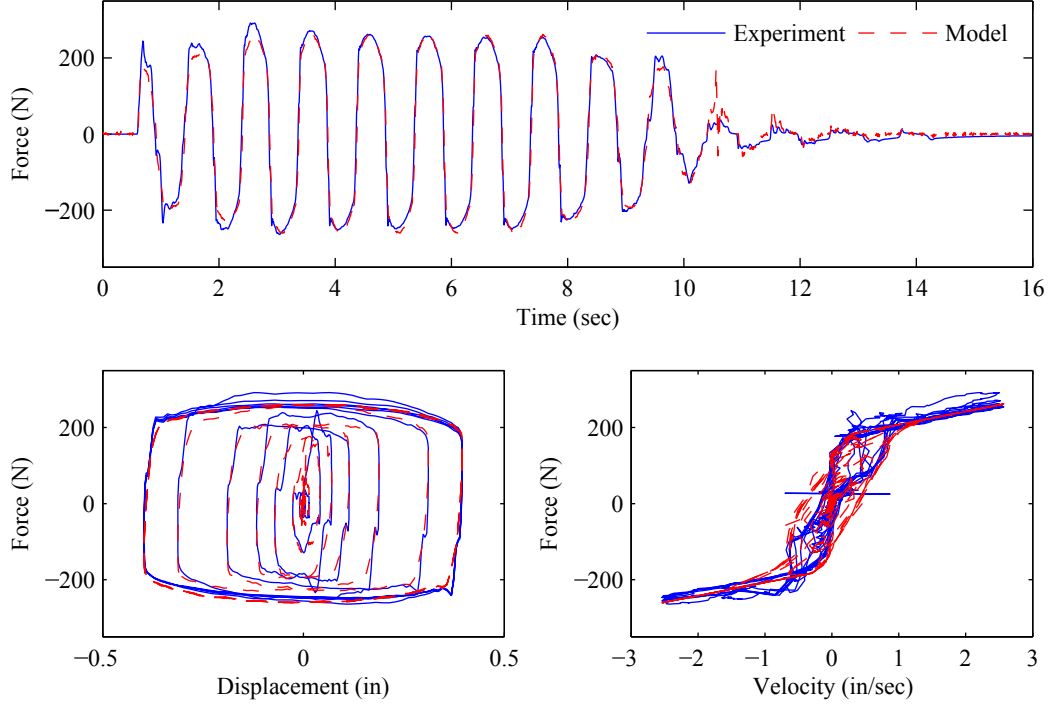 200
0
−200
Force (N)
Experiment
Model
0 2 4 6 8 10 12 14 16
Time (sec)
200
0
−200
Force (N)
−0.5 0 0.5
Displacement (in)
200
0
−200
Force (N)
−3 −2 −1 0 1 2 3
Velocity (in/sec)